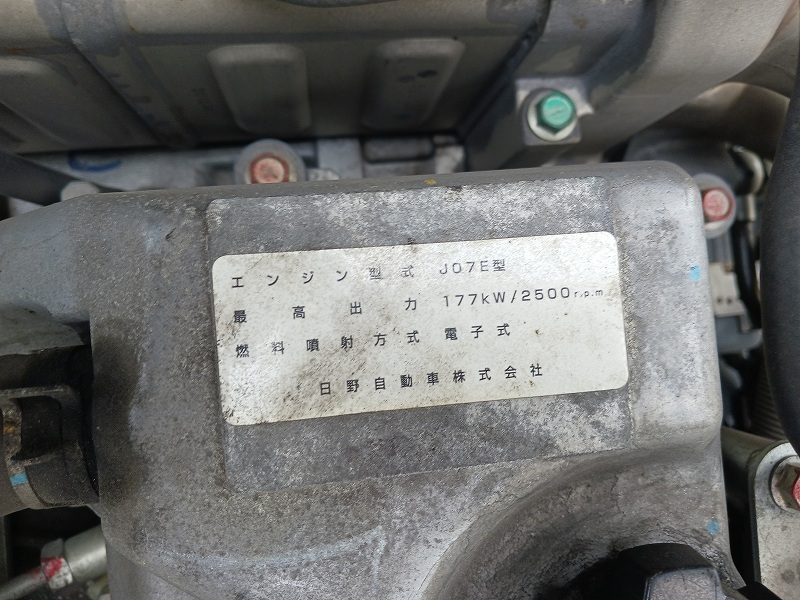 エンジン型式 J07E型
最高出力 177kW/2500r.p.m
燃料噴射方式 電子式
日野自動車株式会社